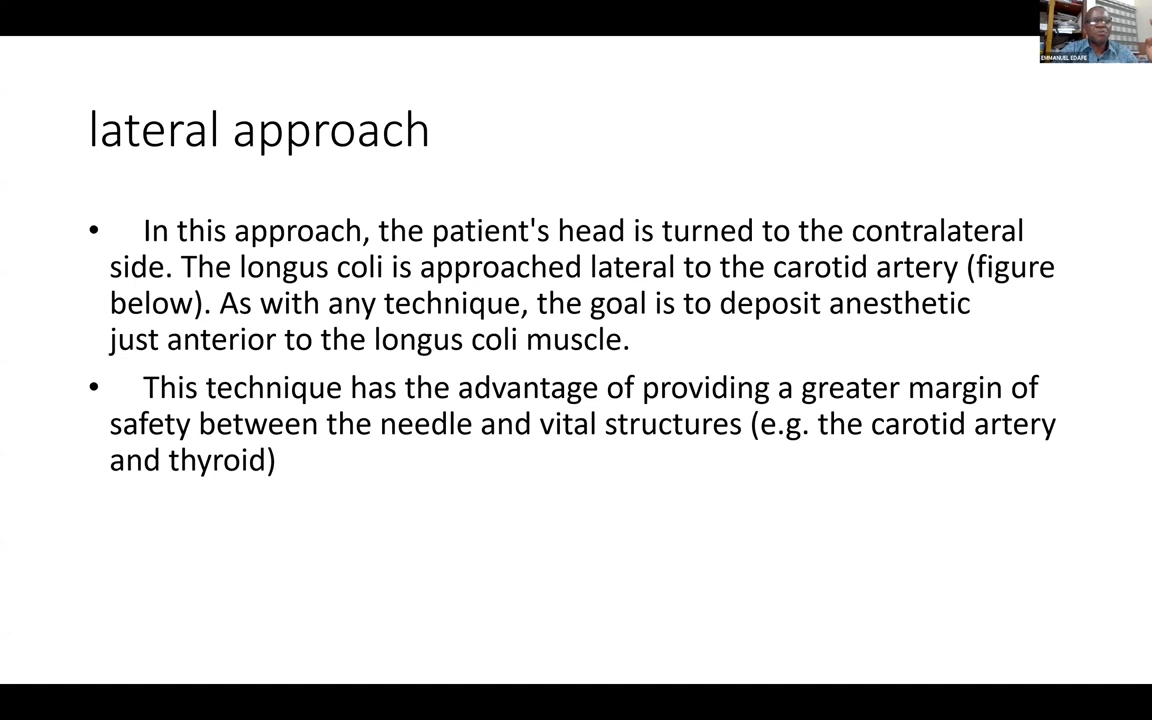 EMMANUEL EDAFE
lateral approach
• In this approach, the patient's head is turned to the contralateral
side. The longus coli is approached lateral to the carotid artery (figure
below). As with any technique, the goal is to deposit anesthetic
just anterior to the longus coli muscle.
• This technique has the advantage of providing a greater margin of
safety between the needle and vital structures (e.g. the carotid artery
and thyroid)